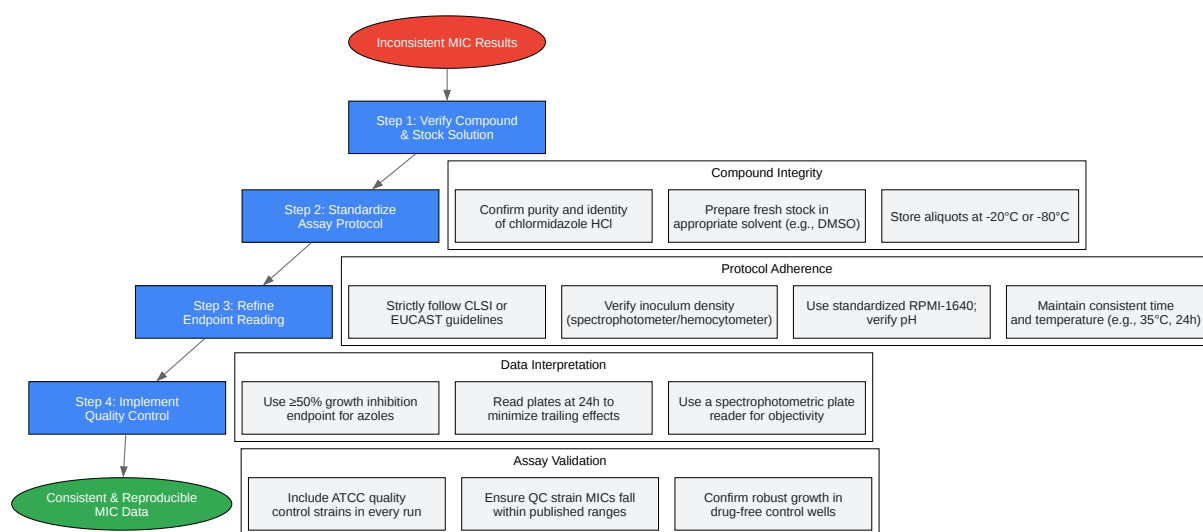 Inconsistent MIC Results
Step 1: Verify Compound
& Stock Solution
Compound Integrity
Confirm purity and identity
of chlormidazole HCl
Prepare fresh stock in
appropriate solvent (e.g., DMSO)
Store aliquots at -20°C or -80°C
Step 2: Standardize
Assay Protocol
Protocol Adherence
Strictly follow CLSI or
EUCAST guidelines
Verify inoculum density
(spectrophotometer/hemocytometer)
Use standardized RPMI-1640;
verify pH
Maintain consistent time
and temperature (e.g., 35°C, 24h)
Step 3: Refine
Endpoint Reading
Data Interpretation
Use ≥50% growth inhibition
endpoint for azoles
Read plates at 24h to
minimize trailing effects
Use a spectrophotometric plate
reader for objectivity
Step 4: Implement
Quality Control
Assay Validation
Include ATCC quality
control strains in every run
Ensure QC strain MICs fall
within published ranges
Confirm robust growth in
drug-free control wells
Consistent & Reproducible
MIC Data